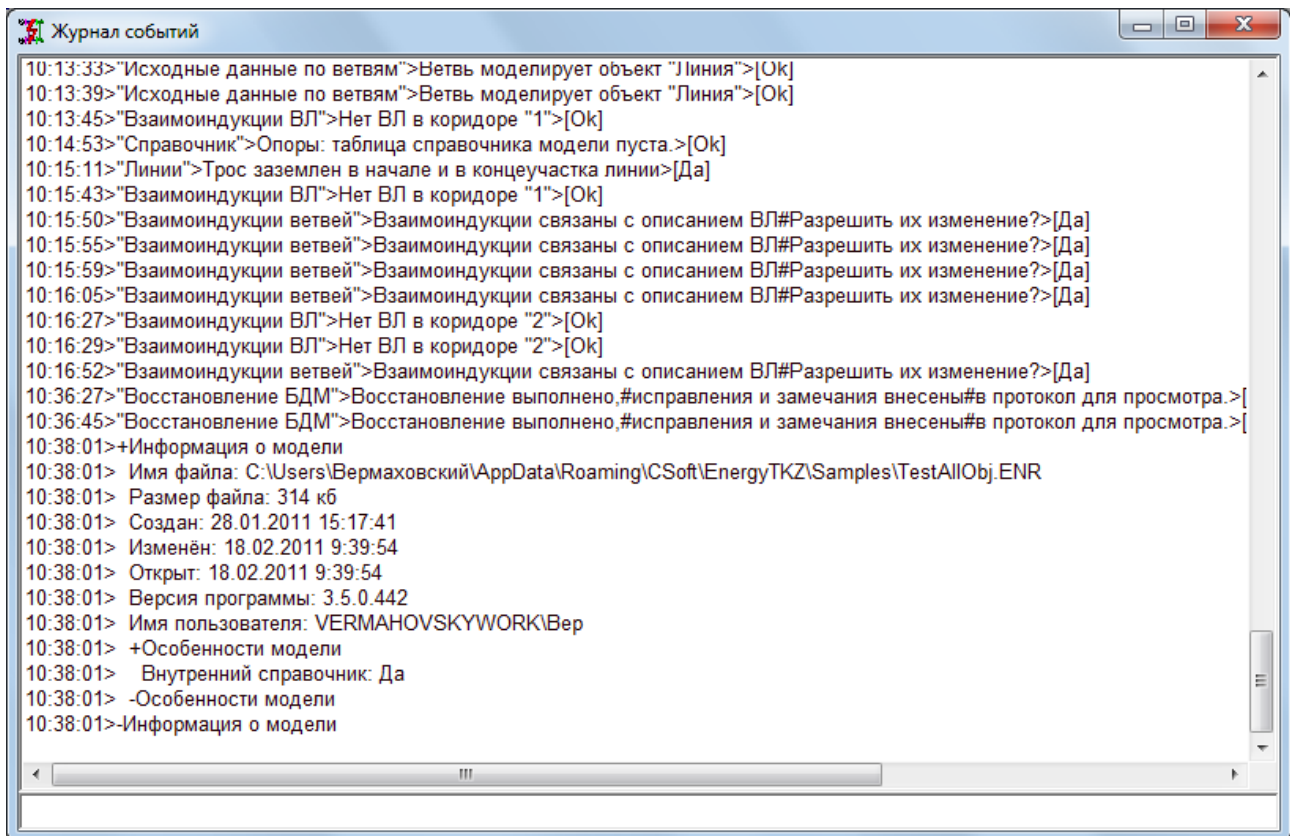 Журнал событий
10:13:33>"Исходные данные по ветвям">Ветвь моделирует объект "Линия">[Ok]
10:13:39>"Исходные данные по ветвям">Ветвь моделирует объект "Линия">[Ok]
10:13:45>"Взаимоиндукции ВЛ">Нет ВЛ в коридоре "1">[Ok]
10:14:53>"Справочник">Опоры: таблица справочника модели пуста.>[Ok]
10:15:11>"Линии">Трос заземлен в начале и в концеучастка линии>[Да]
10:15:43>"Взаимоиндукции ВЛ">Нет ВЛ в коридоре "1">[Ok]
10:15:50>"Взаимоиндукции ветвей">Взаимоиндукции связаны с описанием ВЛ#Разрешить их изменение?>[Да]
10:15:55>"Взаимоиндукции ветвей">Взаимоиндукции связаны с описанием ВЛ#Разрешить их изменение?>[Да]
10:15:59>"Взаимоиндукции ветвей">Взаимоиндукции связаны с описанием ВЛ#Разрешить их изменение?>[Да]
10:16:05>"Взаимоиндукции ветвей">Взаимоиндукции связаны с описанием ВЛ#Разрешить их изменение?>[Да]
10:16:27>"Взаимоиндукции ВЛ">Нет ВЛ в коридоре "2">[Ok]
10:16:29>"Взаимоиндукции ВЛ">Нет ВЛ в коридоре "2">[Ok]
10:16:52>"Взаимоиндукции ветвей">Взаимоиндукции связаны с описанием ВЛ#Разрешить их изменение?>[Да]
10:36:27>"Восстановление БДМ">Восстановление выполнено,#исправления и замечания внесены#в протокол для просмотра.>[
10:36:45>"Восстановление БДМ">Восстановление выполнено,#исправления и замечания внесены#в протокол для просмотра.>[
10:38:01>+Информация о модели
10:38:01>  Имя файла: C:\Users\Вермаховский\AppData\Roaming\CSoft\EnergyTKZ\Samples\TestAllObj.ENR
10:38:01>  Размер файла: 314 кб
10:38:01>  Создан: 28.01.2011 15:17:41
10:38:01>  Изменён: 18.02.2011 9:39:54
10:38:01>  Открыт: 18.02.2011 9:39:54
10:38:01>  Версия программы: 3.5.0.442
10:38:01>  Имя пользователя: VERMAHOVSKYWORK\Вер
10:38:01>  +Особенности модели
10:38:01>    Внутренний справочник: Да
10:38:01>  -Особенности модели
10:38:01>-Информация о модели